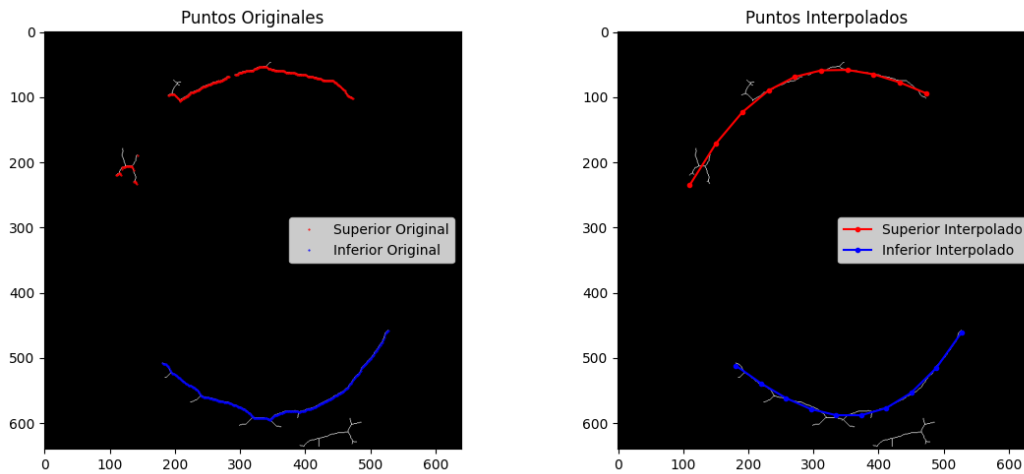 Puntos Originales
0
100
200
300
400
500
600
0 100 200 300 400 500 600
Superior Original
Inferior Original
Puntos Interpolados
0
100
200
300
400
500
600
0 100 200 300 400 500 600
Superior Interpolado
Inferior Interpolado